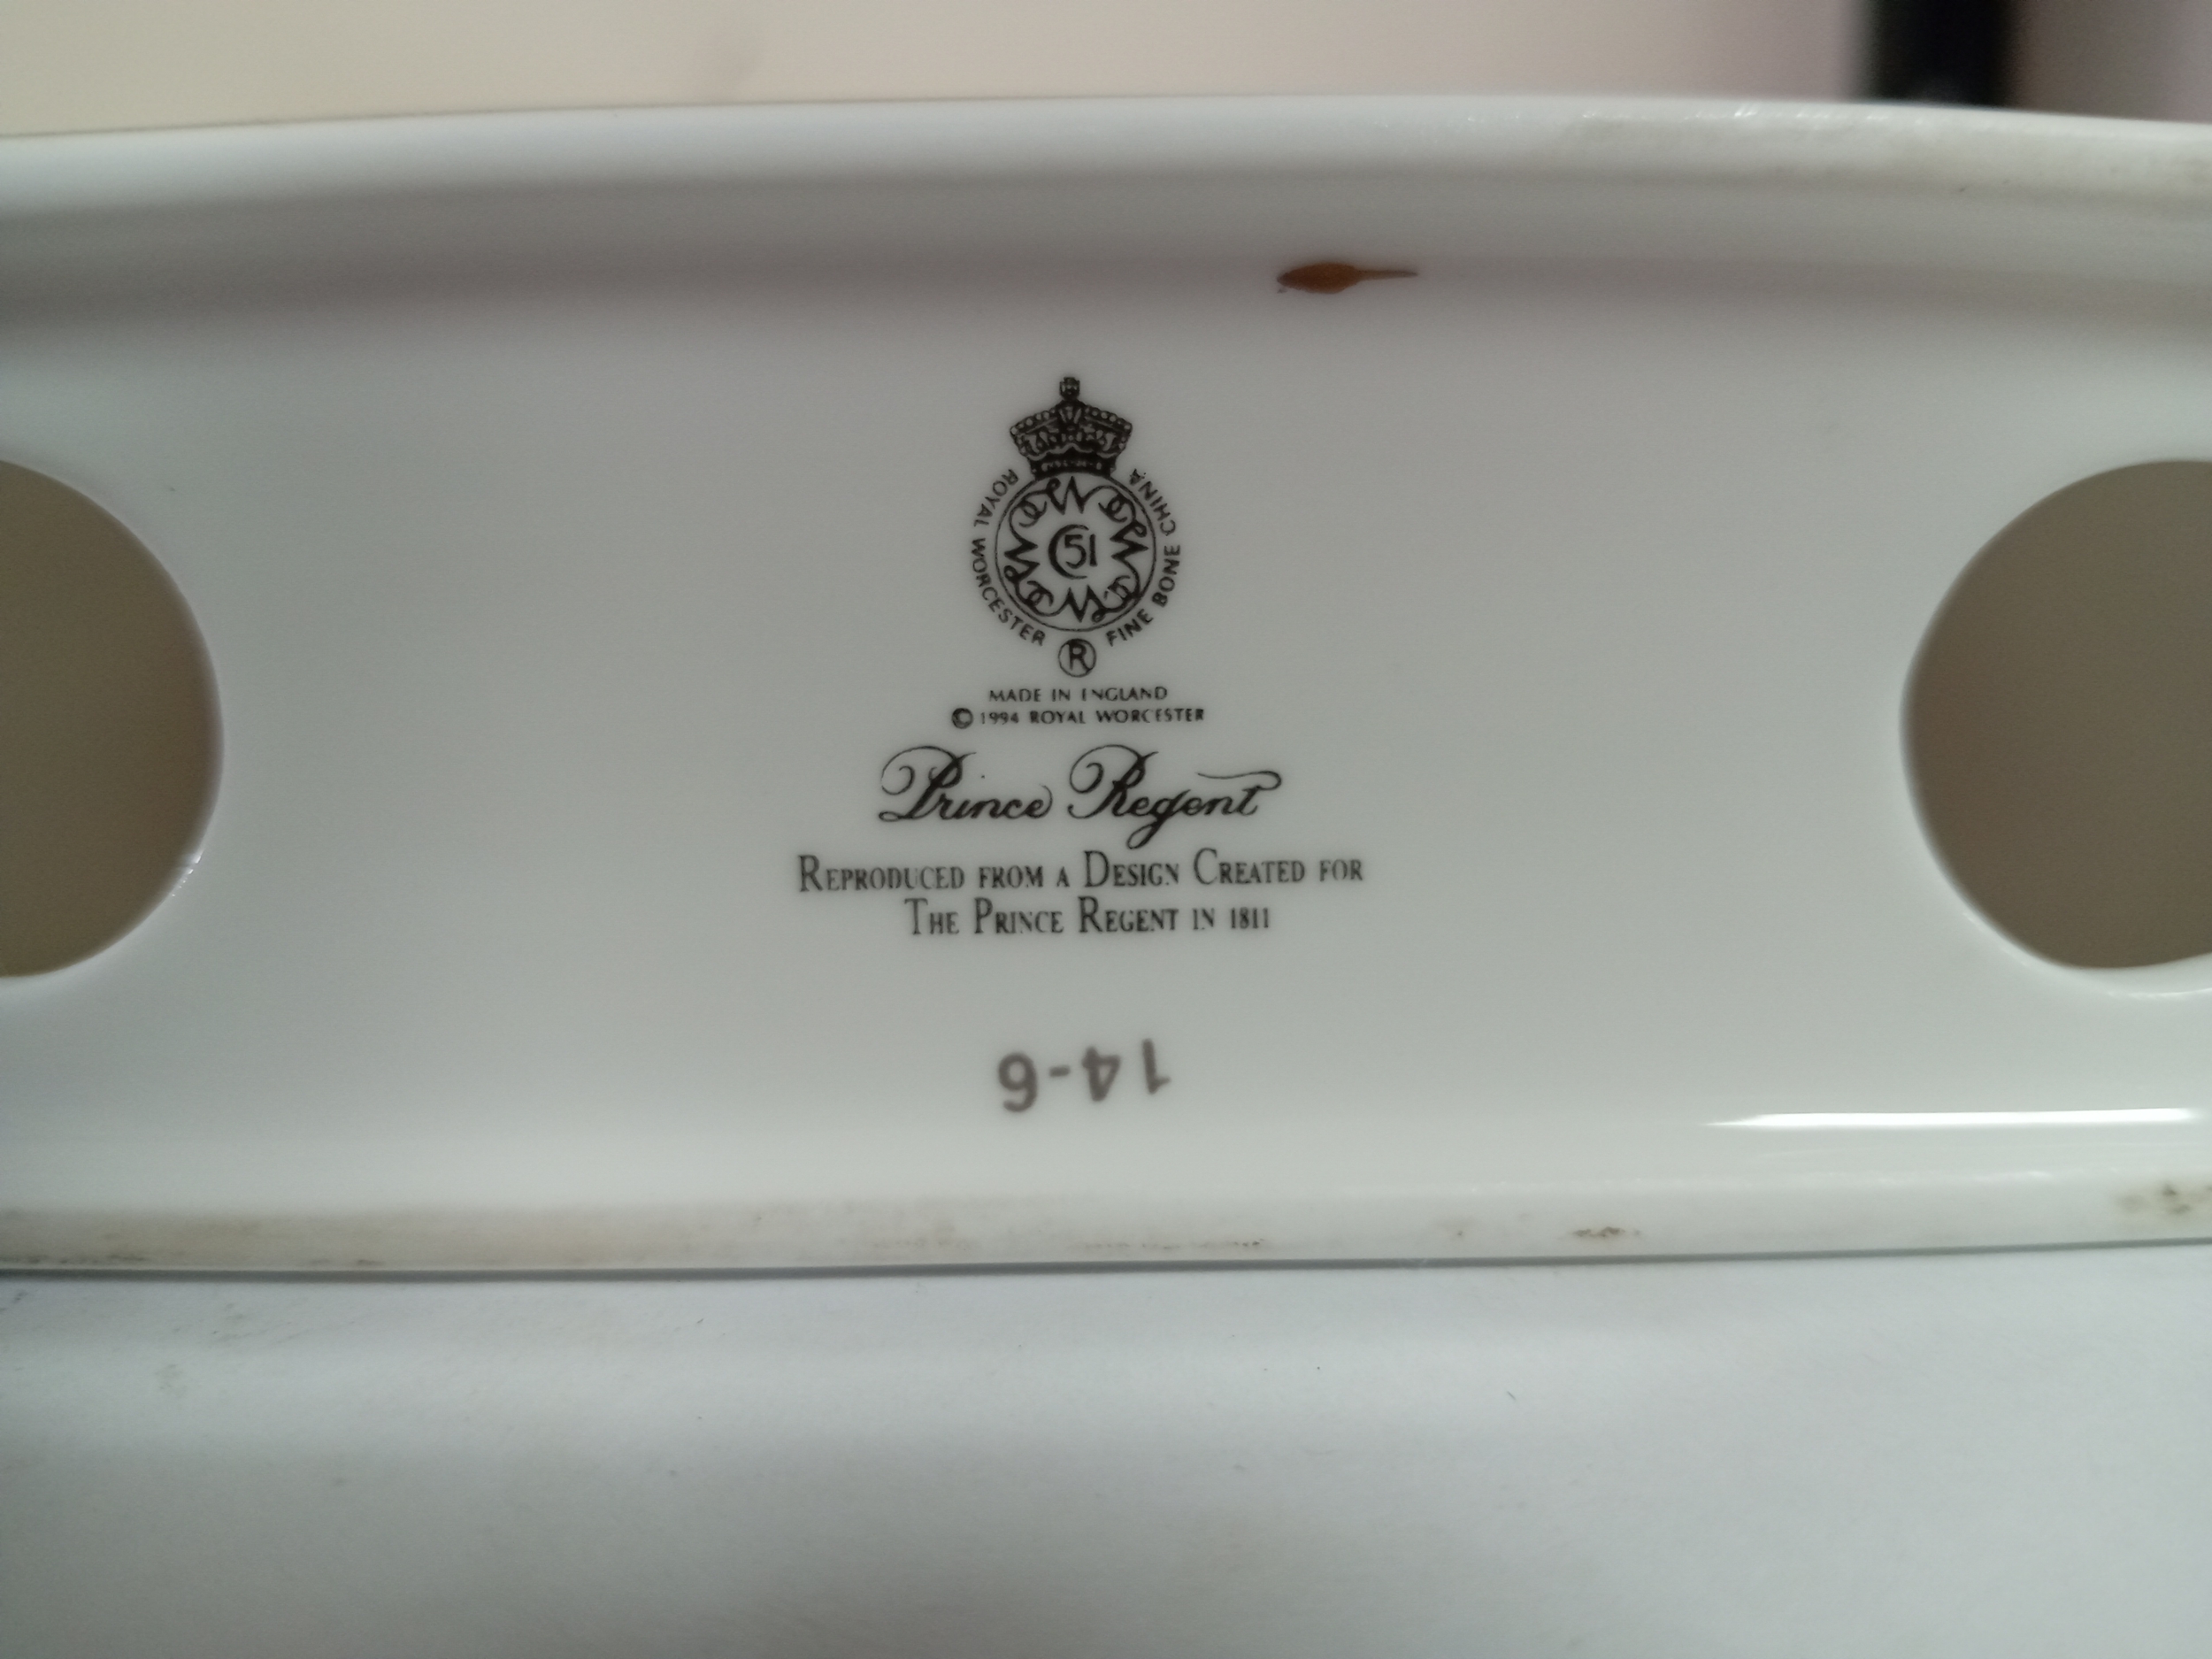 ROYAL WORCESTER FINE BONE CHINA
51
®
MADE IN ENGLAND
© 1994 ROYAL WORCESTER
Prince Regent
REPRODUCED FROM A DESIGN CREATED FOR
THE PRINCE REGENT IN 1811
14-6